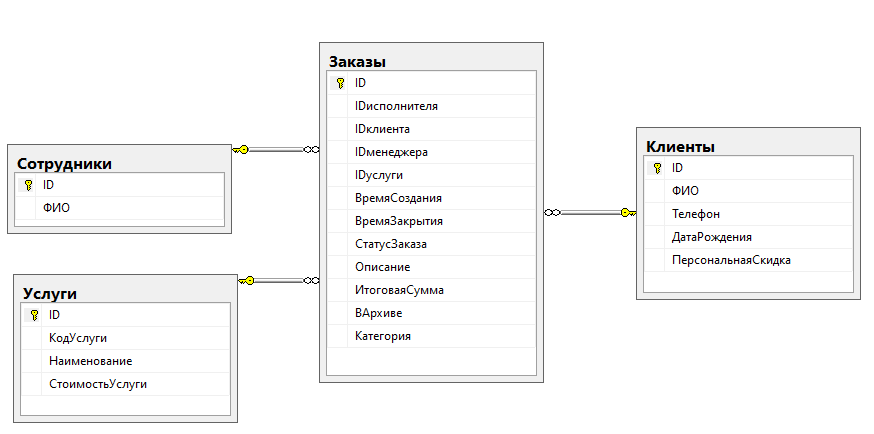 Сотрудники
ID
ФИО
Услуги
ID
КодУслуги
Наименование
СтоимостьУслуги
Заказы
ID
IDисполнителя
IDклиента
IDменеджера
IDуслуги
ВремяСоздания
ВремяЗакрытия
СтатусЗаказа
Описание
ИтоговаяСумма
ВАрхиве
Категория
Клиенты
ID
ФИО
Телефон
ДатаРождения
ПерсональнаяСкидка